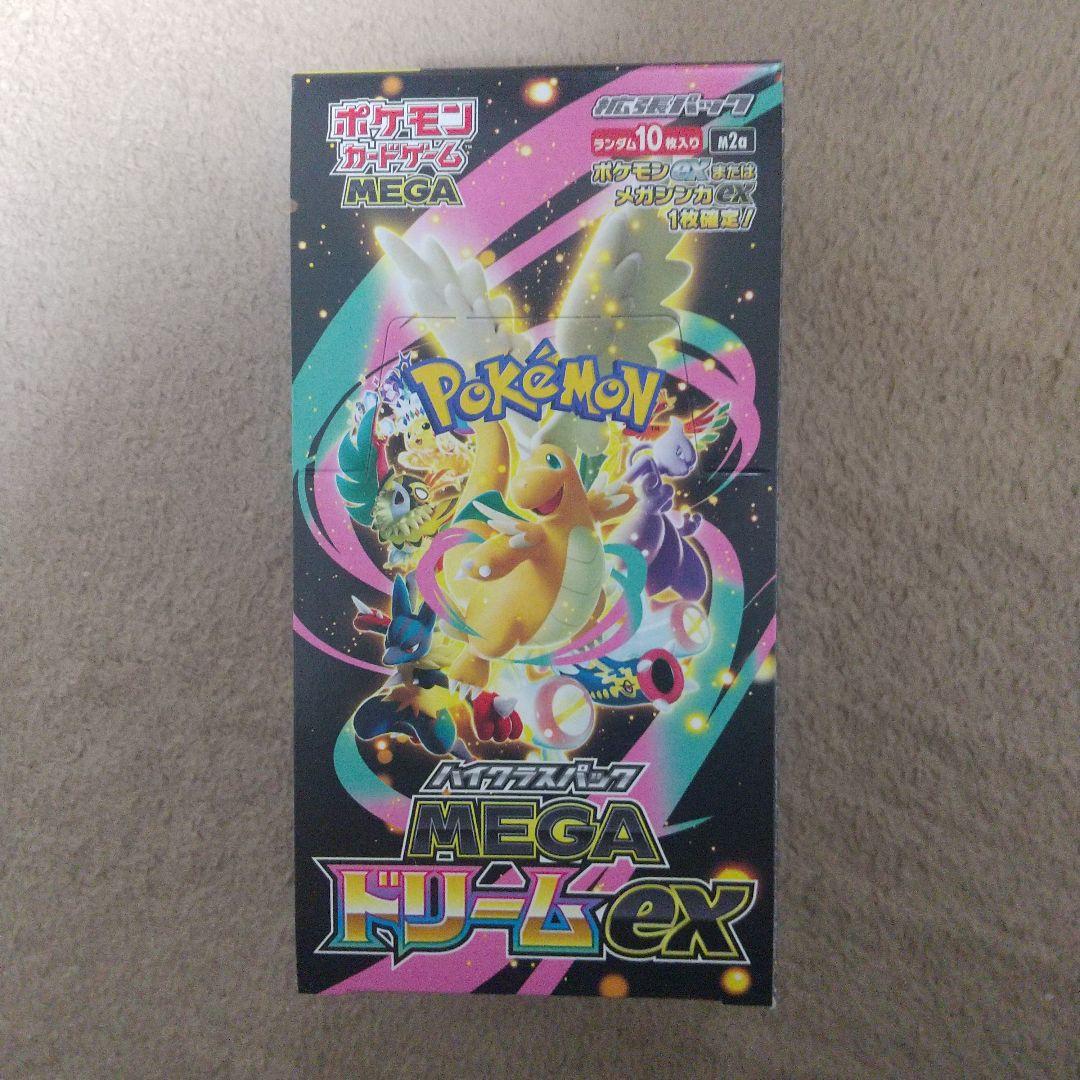 ポケモン
カードゲーム
MEGA
拡張パック
ランダム10枚入り M2a
ポケモンexまたは
メガシンカex
1枚確定!
POKÉMON
ハイクラスパック
MEGA
ドリームex